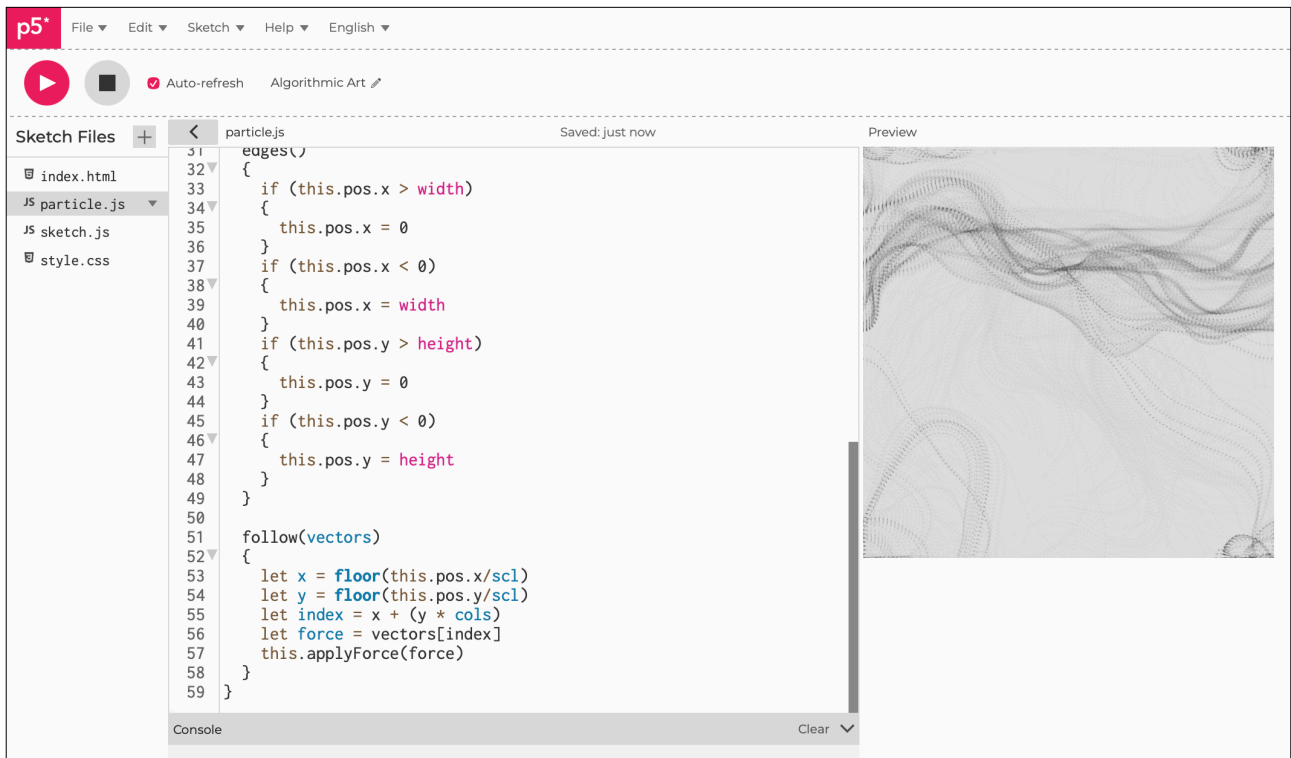 p5* File Edit Sketch Help English
Auto-refresh Algorithmic Art
Sketch Files +
index.html
particle.js
sketch.js
style.css
particle.js Saved: just now
31 edges()
32 {
33 if (this.pos.x > width)
34 {
35 this.pos.x = 0
36 }
37 if (this.pos.x < 0)
38 {
39 this.pos.x = width
40 }
41 if (this.pos.y > height)
42 {
43 this.pos.y = 0
44 }
45 if (this.pos.y < 0)
46 {
47 this.pos.y = height
48 }
49 }
50
51 follow(vectors)
52 {
53 let x = floor(this.pos.x/scl)
54 let y = floor(this.pos.y/scl)
55 let index = x + (y * cols)
56 let force = vectors[index]
57 this.applyForce(force)
58 }
59 }
Console Clear
Preview